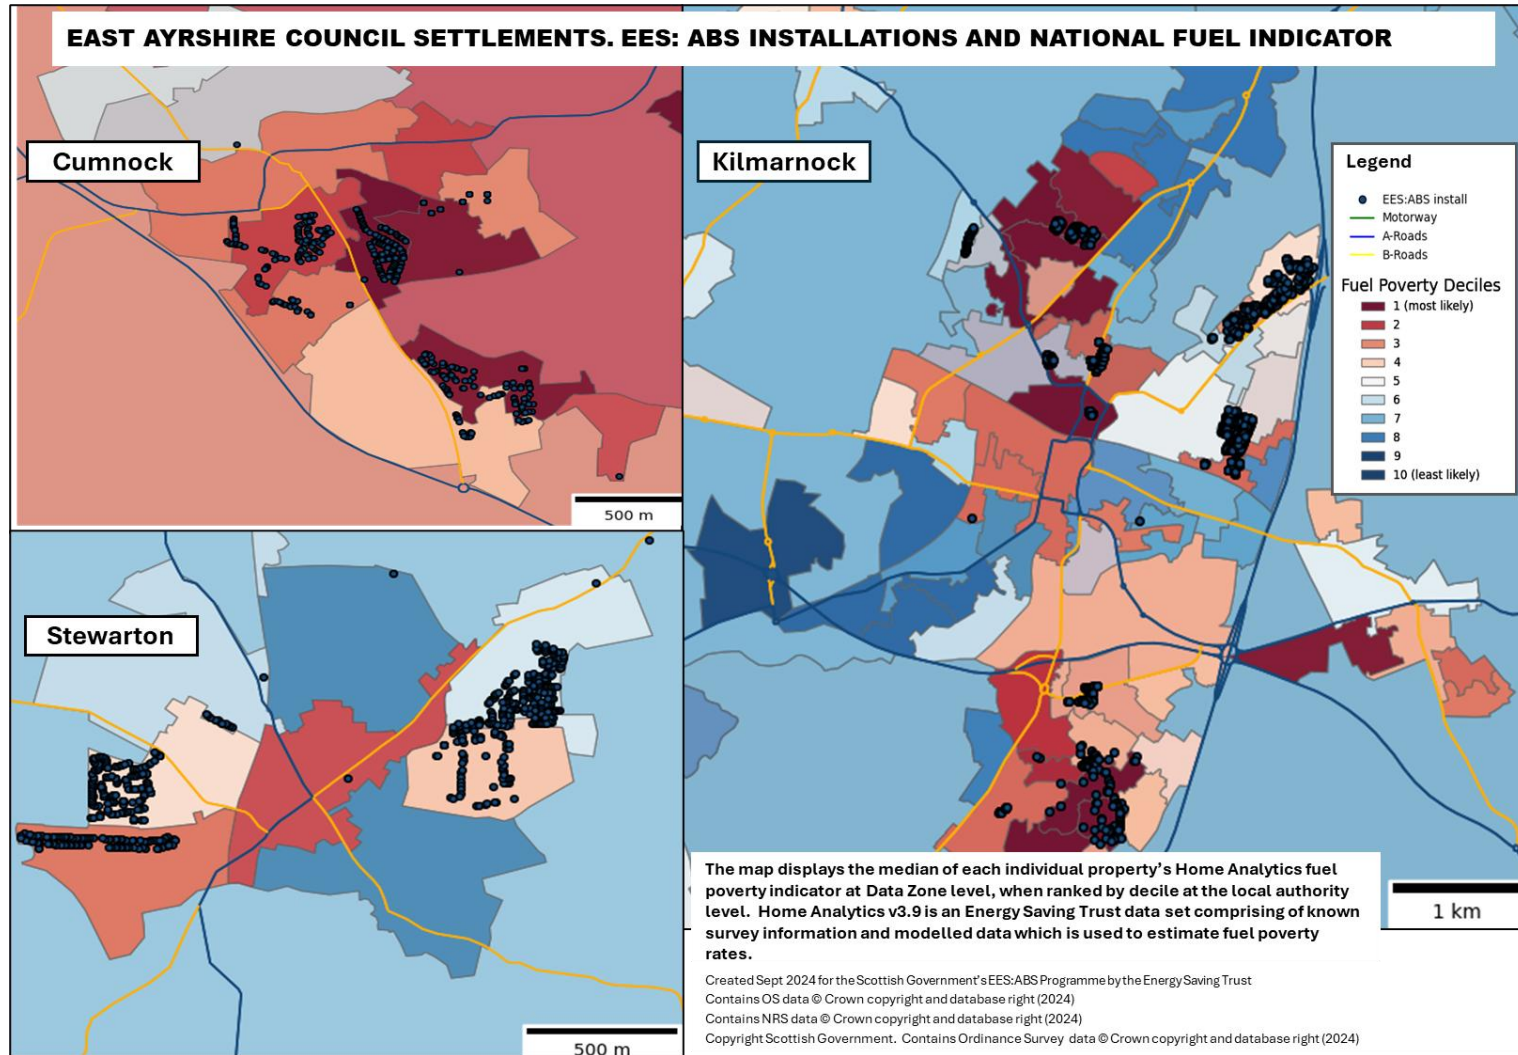 EAST AYRSHIRE COUNCIL SETTLEMENTS. EES: ABS INSTALLATIONS AND NATIONAL FUEL INDICATOR
Cumnock
500 m
Stewarton
500 m
Kilmarnock
Legend
EES:ABS install
Motorway
A-Roads
B-Roads
Fuel Poverty Deciles
1 (most likely)
2
3
4
5
6
7
8
9
10 (least likely)
1 km
The map displays the median of each individual property's Home Analytics fuel
poverty indicator at Data Zone level, when ranked by decile at the local authority
level. Home Analytics v3.9 is an Energy Saving Trust data set comprising of known
survey information and modelled data which is used to estimate fuel poverty
rates.
Created Sept 2024 for the Scottish Government's EES:ABS Programme by the Energy Saving Trust
Contains OS data © Crown copyright and database right (2024)
Contains NRS data © Crown copyright and database right (2024)
Copyright Scottish Government. Contains Ordinance Survey data © Crown copyright and database right (2024)